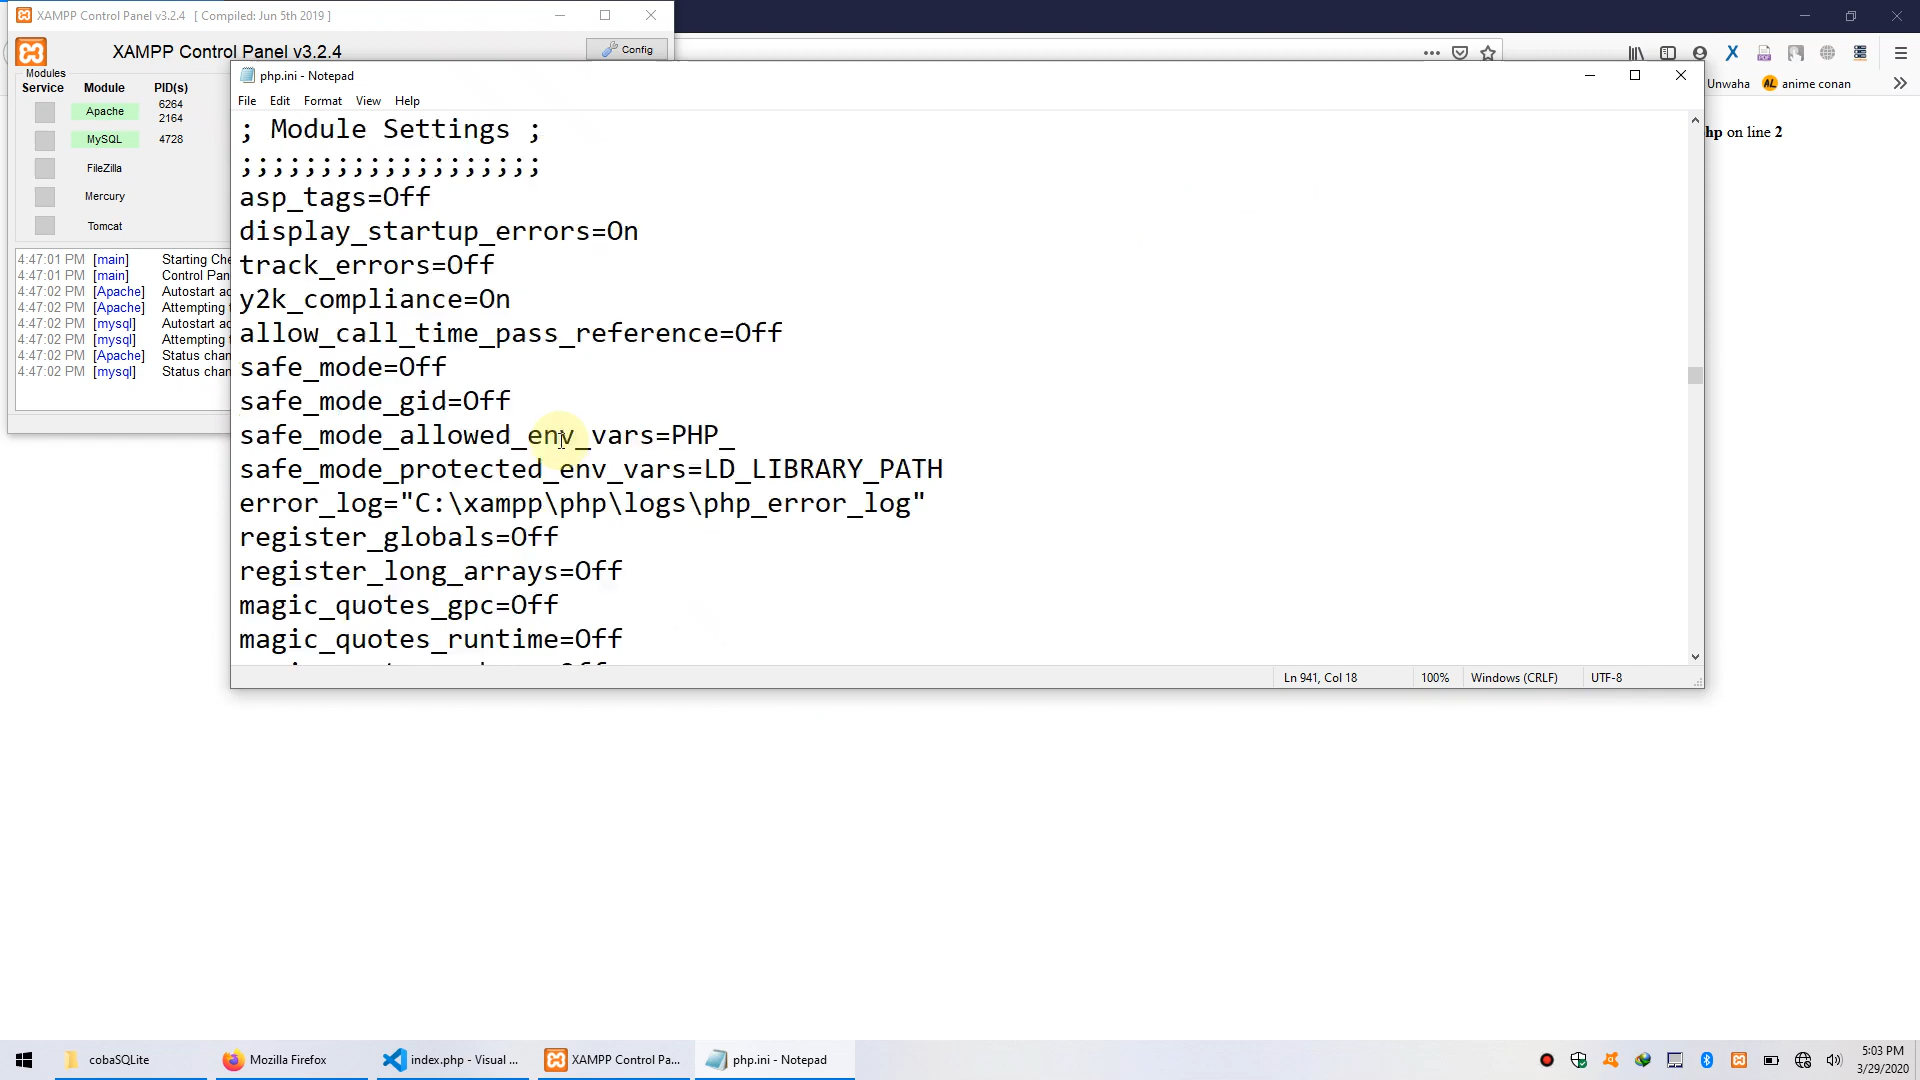 XAMPP Control Panel v3.2.4 [ Compiled: Jun 5th 2019 ]
XAMPP Control Panel v3.2.4
Config
Modules
Service
Module
PID(s)
Apache
6264
2164
MySQL
4728
FileZilla
Mercury
Tomcat
4:47:01 PM [main] Starting Che
4:47:01 PM [main] Control Pan
4:47:02 PM [Apache] Autostart ac
4:47:02 PM [Apache] Attempting
4:47:02 PM [mysql] Autostart ac
4:47:02 PM [mysql] Attempting
4:47:02 PM [Apache] Status chan
4:47:02 PM [mysql] Status chan
Unwaha
AL anime conan
hp on line 2
php.ini - Notepad
File Edit Format View Help
; Module Settings ;
;;;;;;;;;;;;;;;;;;;
asp_tags=Off
display_startup_errors=On
track_errors=Off
y2k_compliance=On
allow_call_time_pass_reference=Off
safe_mode=Off
safe_mode_gid=Off
safe_mode_allowed_env_vars=PHP_
safe_mode_protected_env_vars=LD_LIBRARY_PATH
error_log="C:\xampp\php\logs\php_error_log"
register_globals=Off
register_long_arrays=Off
magic_quotes_gpc=Off
magic_quotes_runtime=Off
Ln 941, Col 18
100%
Windows (CRLF)
UTF-8
cobaSQLite
Mozilla Firefox
index.php - Visual ...
XAMPP Control Pa...
php.ini - Notepad
5:03 PM
3/29/2020